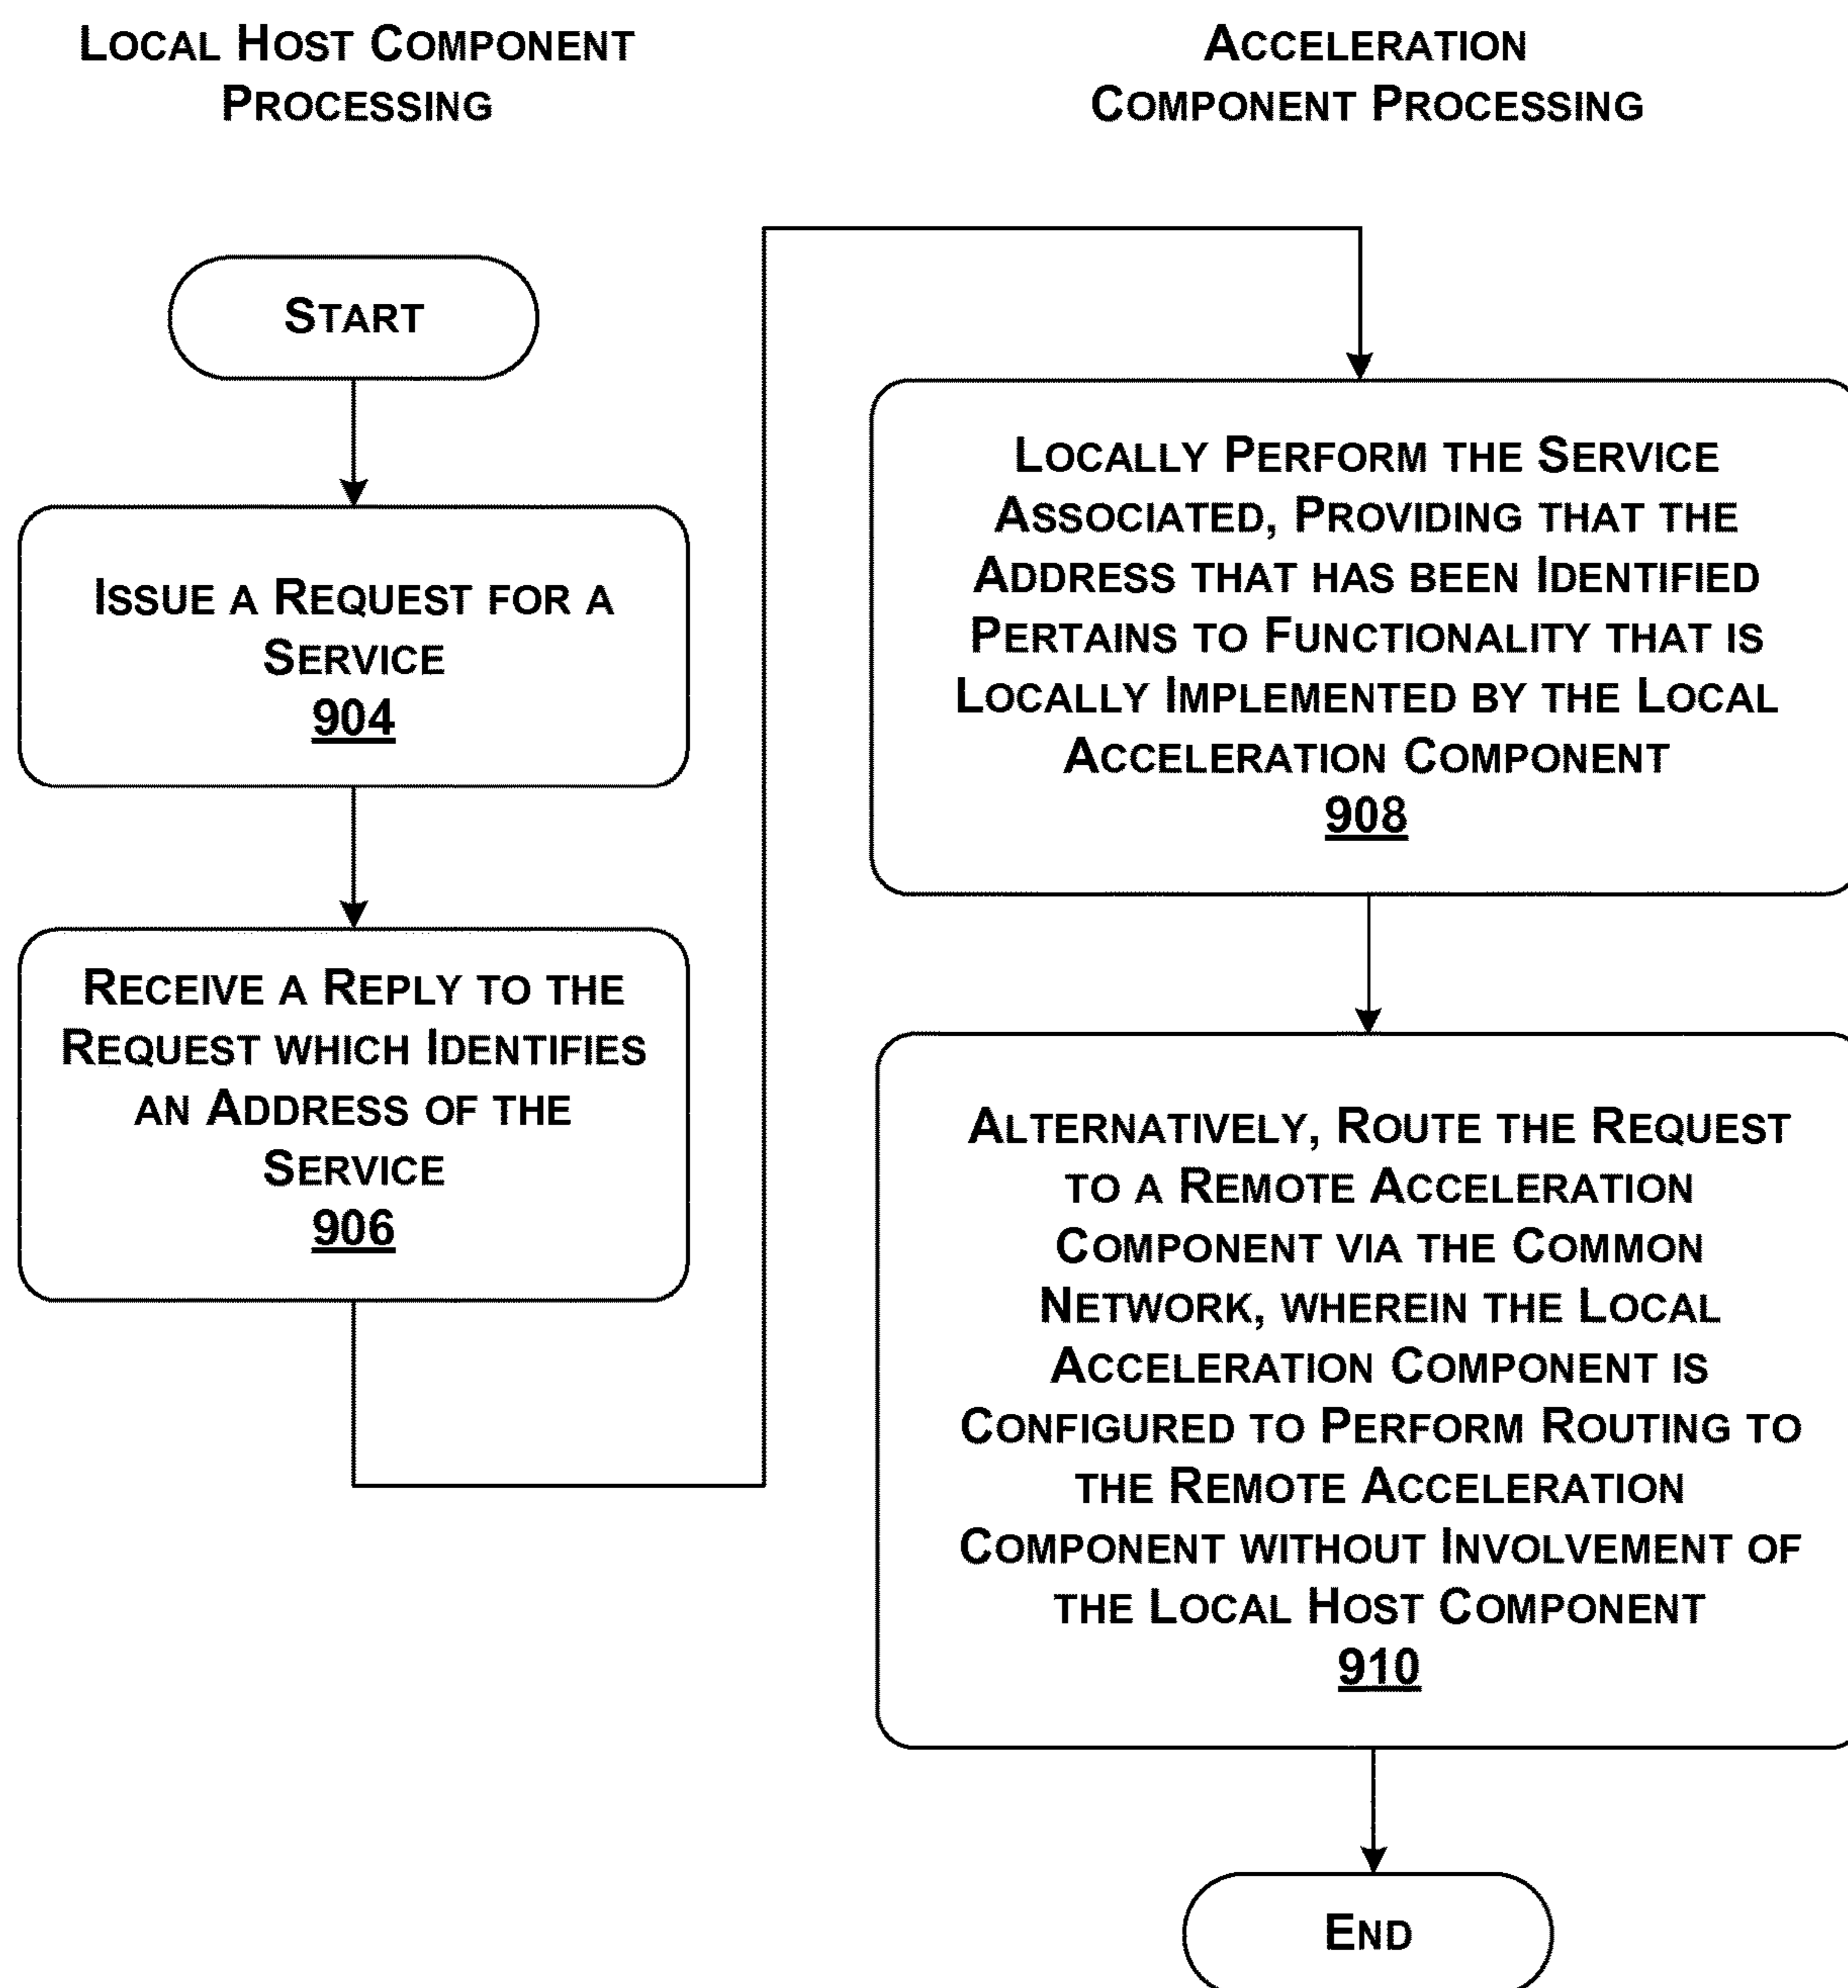 LOCAL HOST COMPONENT
PROCESSING
START
ISSUE A REQUEST FOR A
SERVICE
904
RECEIVE A REPLY TO THE
REQUEST WHICH IDENTIFIES
AN ADDRESS OF THE
SERVICE
906
ACCELERATION
COMPONENT PROCESSING
LOCALLY PERFORM THE SERVICE
ASSOCIATED, PROVIDING THAT THE
ADDRESS THAT HAS BEEN IDENTIFIED
PERTAINS TO FUNCTIONALITY THAT IS
LOCALLY IMPLEMENTED BY THE LOCAL
ACCELERATION COMPONENT
908
ALTERNATIVELY, ROUTE THE REQUEST
TO A REMOTE ACCELERATION
COMPONENT VIA THE COMMON
NETWORK, WHEREIN THE LOCAL
ACCELERATION COMPONENT IS
CONFIGURED TO PERFORM ROUTING TO
THE REMOTE ACCELERATION
COMPONENT WITHOUT INVOLVEMENT OF
THE LOCAL HOST COMPONENT
910
END